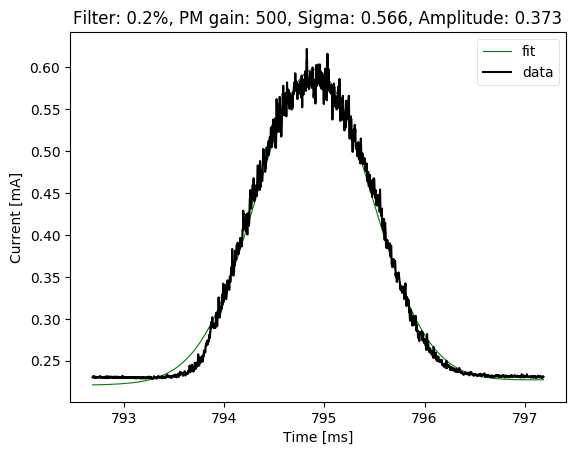 Filter: 0.2%, PM gain: 500, Sigma: 0.566, Amplitude: 0.373
fit
data
0.60
0.55
0.50
0.45
0.40
0.35
0.30
0.25
Current [mA]
793
794
795
796
797
Time [ms]